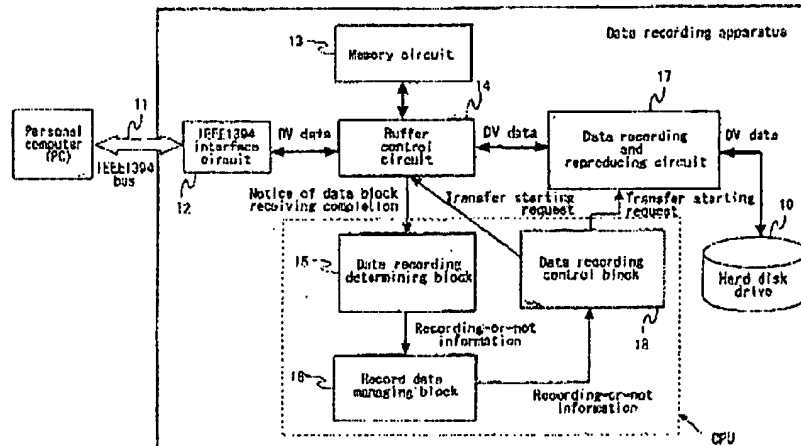 Data recording apparatus
13
Memory circuit
14
17
11
Personal
computer
(PC)
IEEE1394
bus
IEEE1394
interface
circuit
12
DV data
Buffer
control
circuit
DV data
Data recording
and
reproducing circuit
DV data
10
Hard disk
drive
Notice of data block
receiving completion
Transfer starting
request
Transfer starting
request
15
Data recording
determining block
Data recording
control block
18
Recording-or-not
information
16
Record data
managing block
Recording-or-not
information
CPU